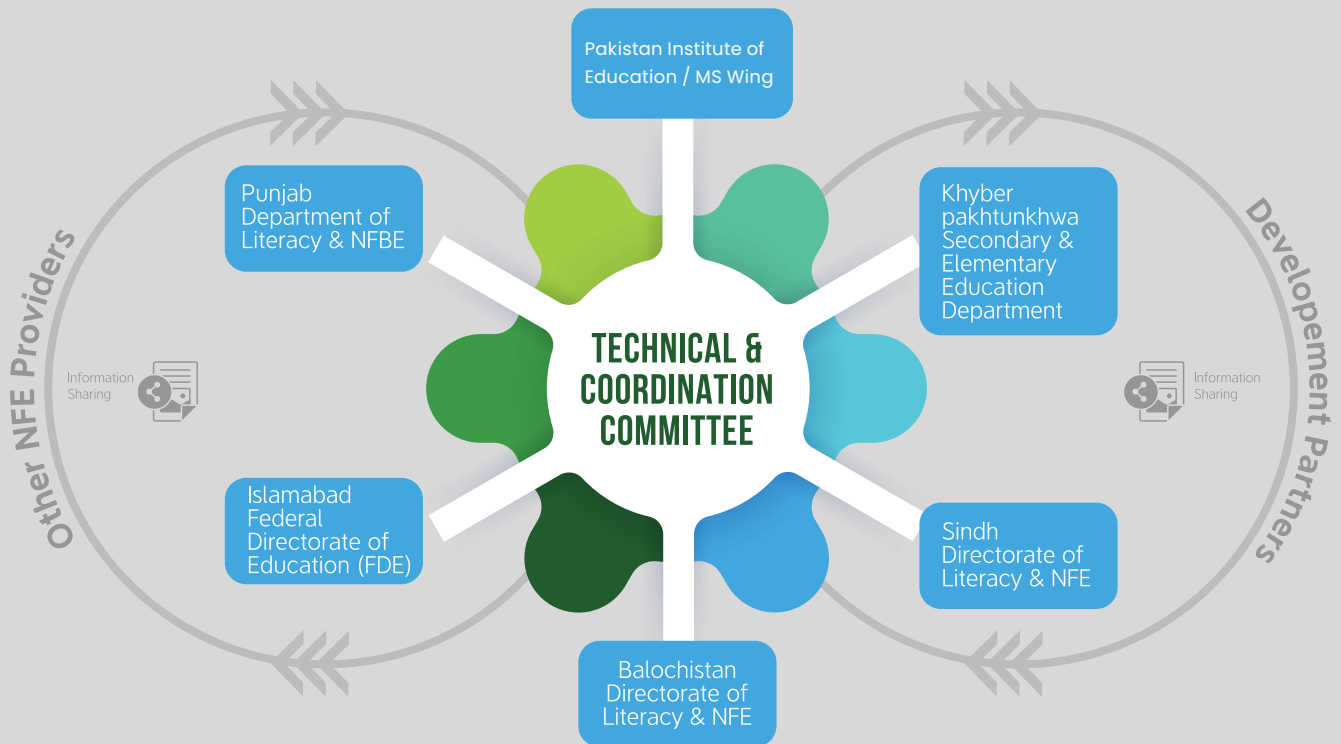 Pakistan Institute of
Education / MS Wing
Punjab
Department of
Literacy & NFBE
Khyber
pakhtunkhwa
Secondary &
Elementary
Education
Department
Other NFE Providers
Information
Sharing
TECHNICAL &
COORDINATION
COMMITTEE
Information
Sharing
Developement Partners
Islamabad
Federal
Directorate of
Education (FDE)
Sindh
Directorate of
Literacy & NFE
Balochistan
Directorate of
Literacy & NFE